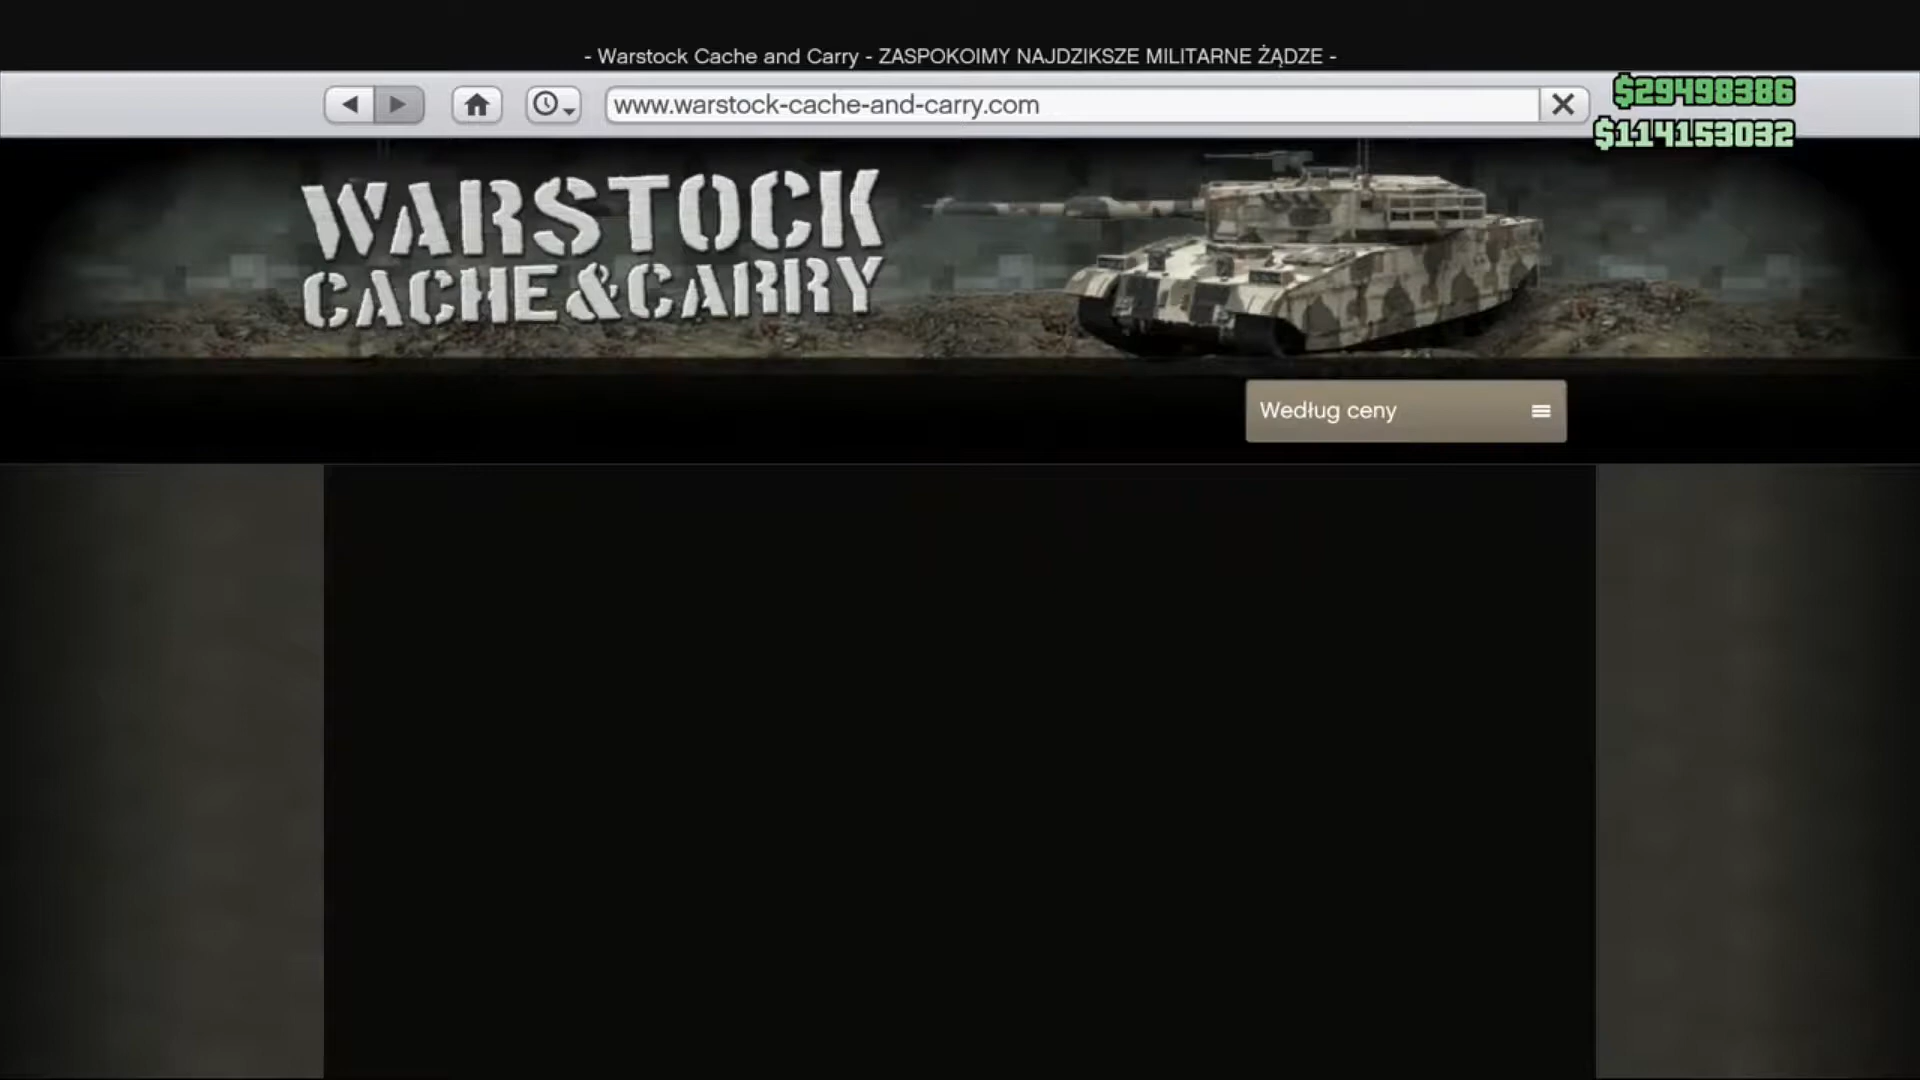 - Warstock Cache and Carry - ZASPOKOIMY NAJDZIKSZE MILITARNE ŻĄDZE -
www.warstock-cache-and-carry.com
$29498386
$114153032
WARSTOCK
CACHE&CARRY
Według ceny